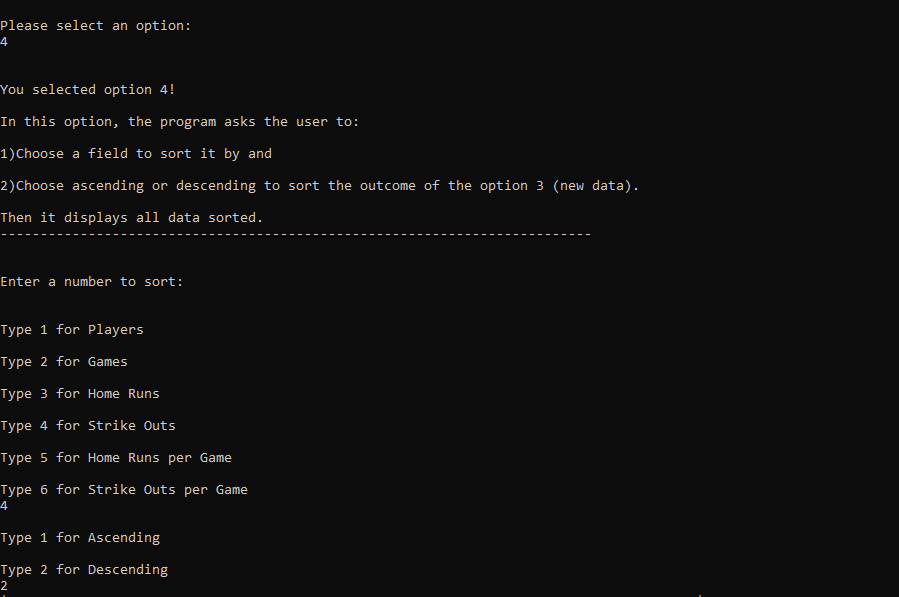 Please select an option:
4
You selected option 4!
In this option, the program asks the user to:
1)Choose a field to sort it by and
2)Choose ascending or descending to sort the outcome of the option 3 (new data).
Then it displays all data sorted.
--------------------------------------------------------------------------
Enter a number to sort:
Type 1 for Players
Type 2 for Games
Type 3 for Home Runs
Type 4 for Strike Outs
Type 5 for Home Runs per Game
Type 6 for Strike Outs per Game
4
Type 1 for Ascending
Type 2 for Descending
2